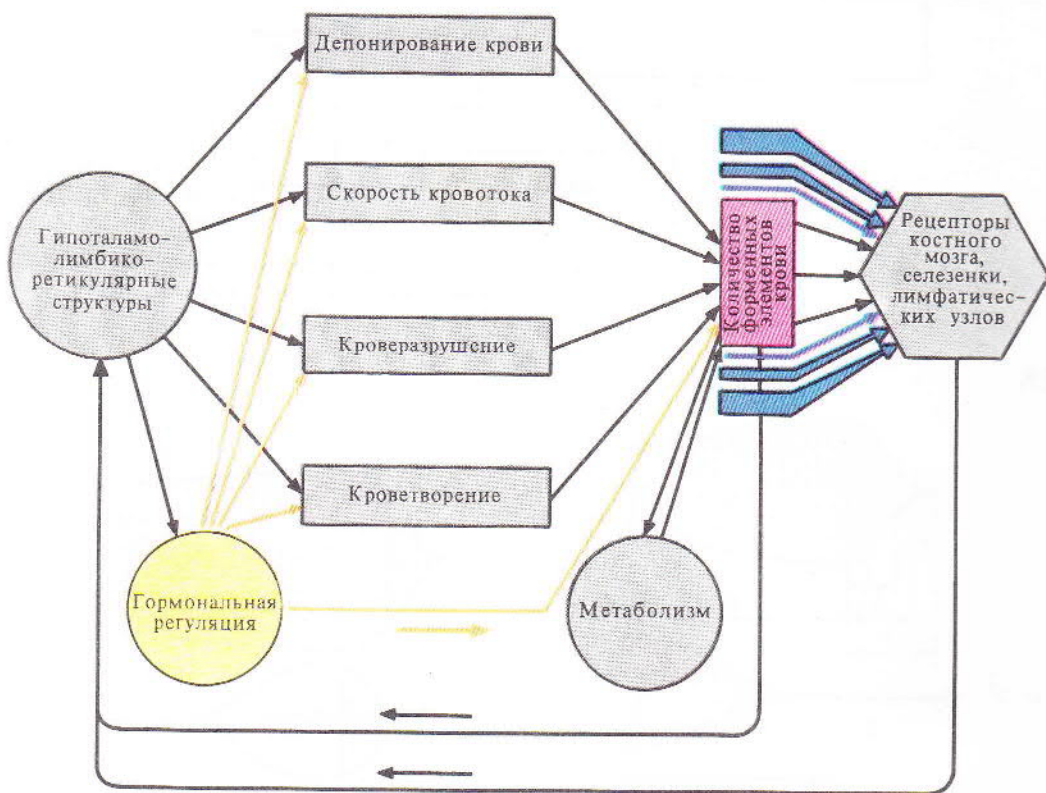 Депонирование крови
Скорость кровотока
Гипоталамо–
лимбико–
ретикулярные
структуры
Кроверазрушение
Кроветворение
Гормональная
регуляция
Метаболизм
Количество
форменных
элементов
крови
Рецепторы
костного
мозга,
селезенки,
лимфатичес–
ких узлов